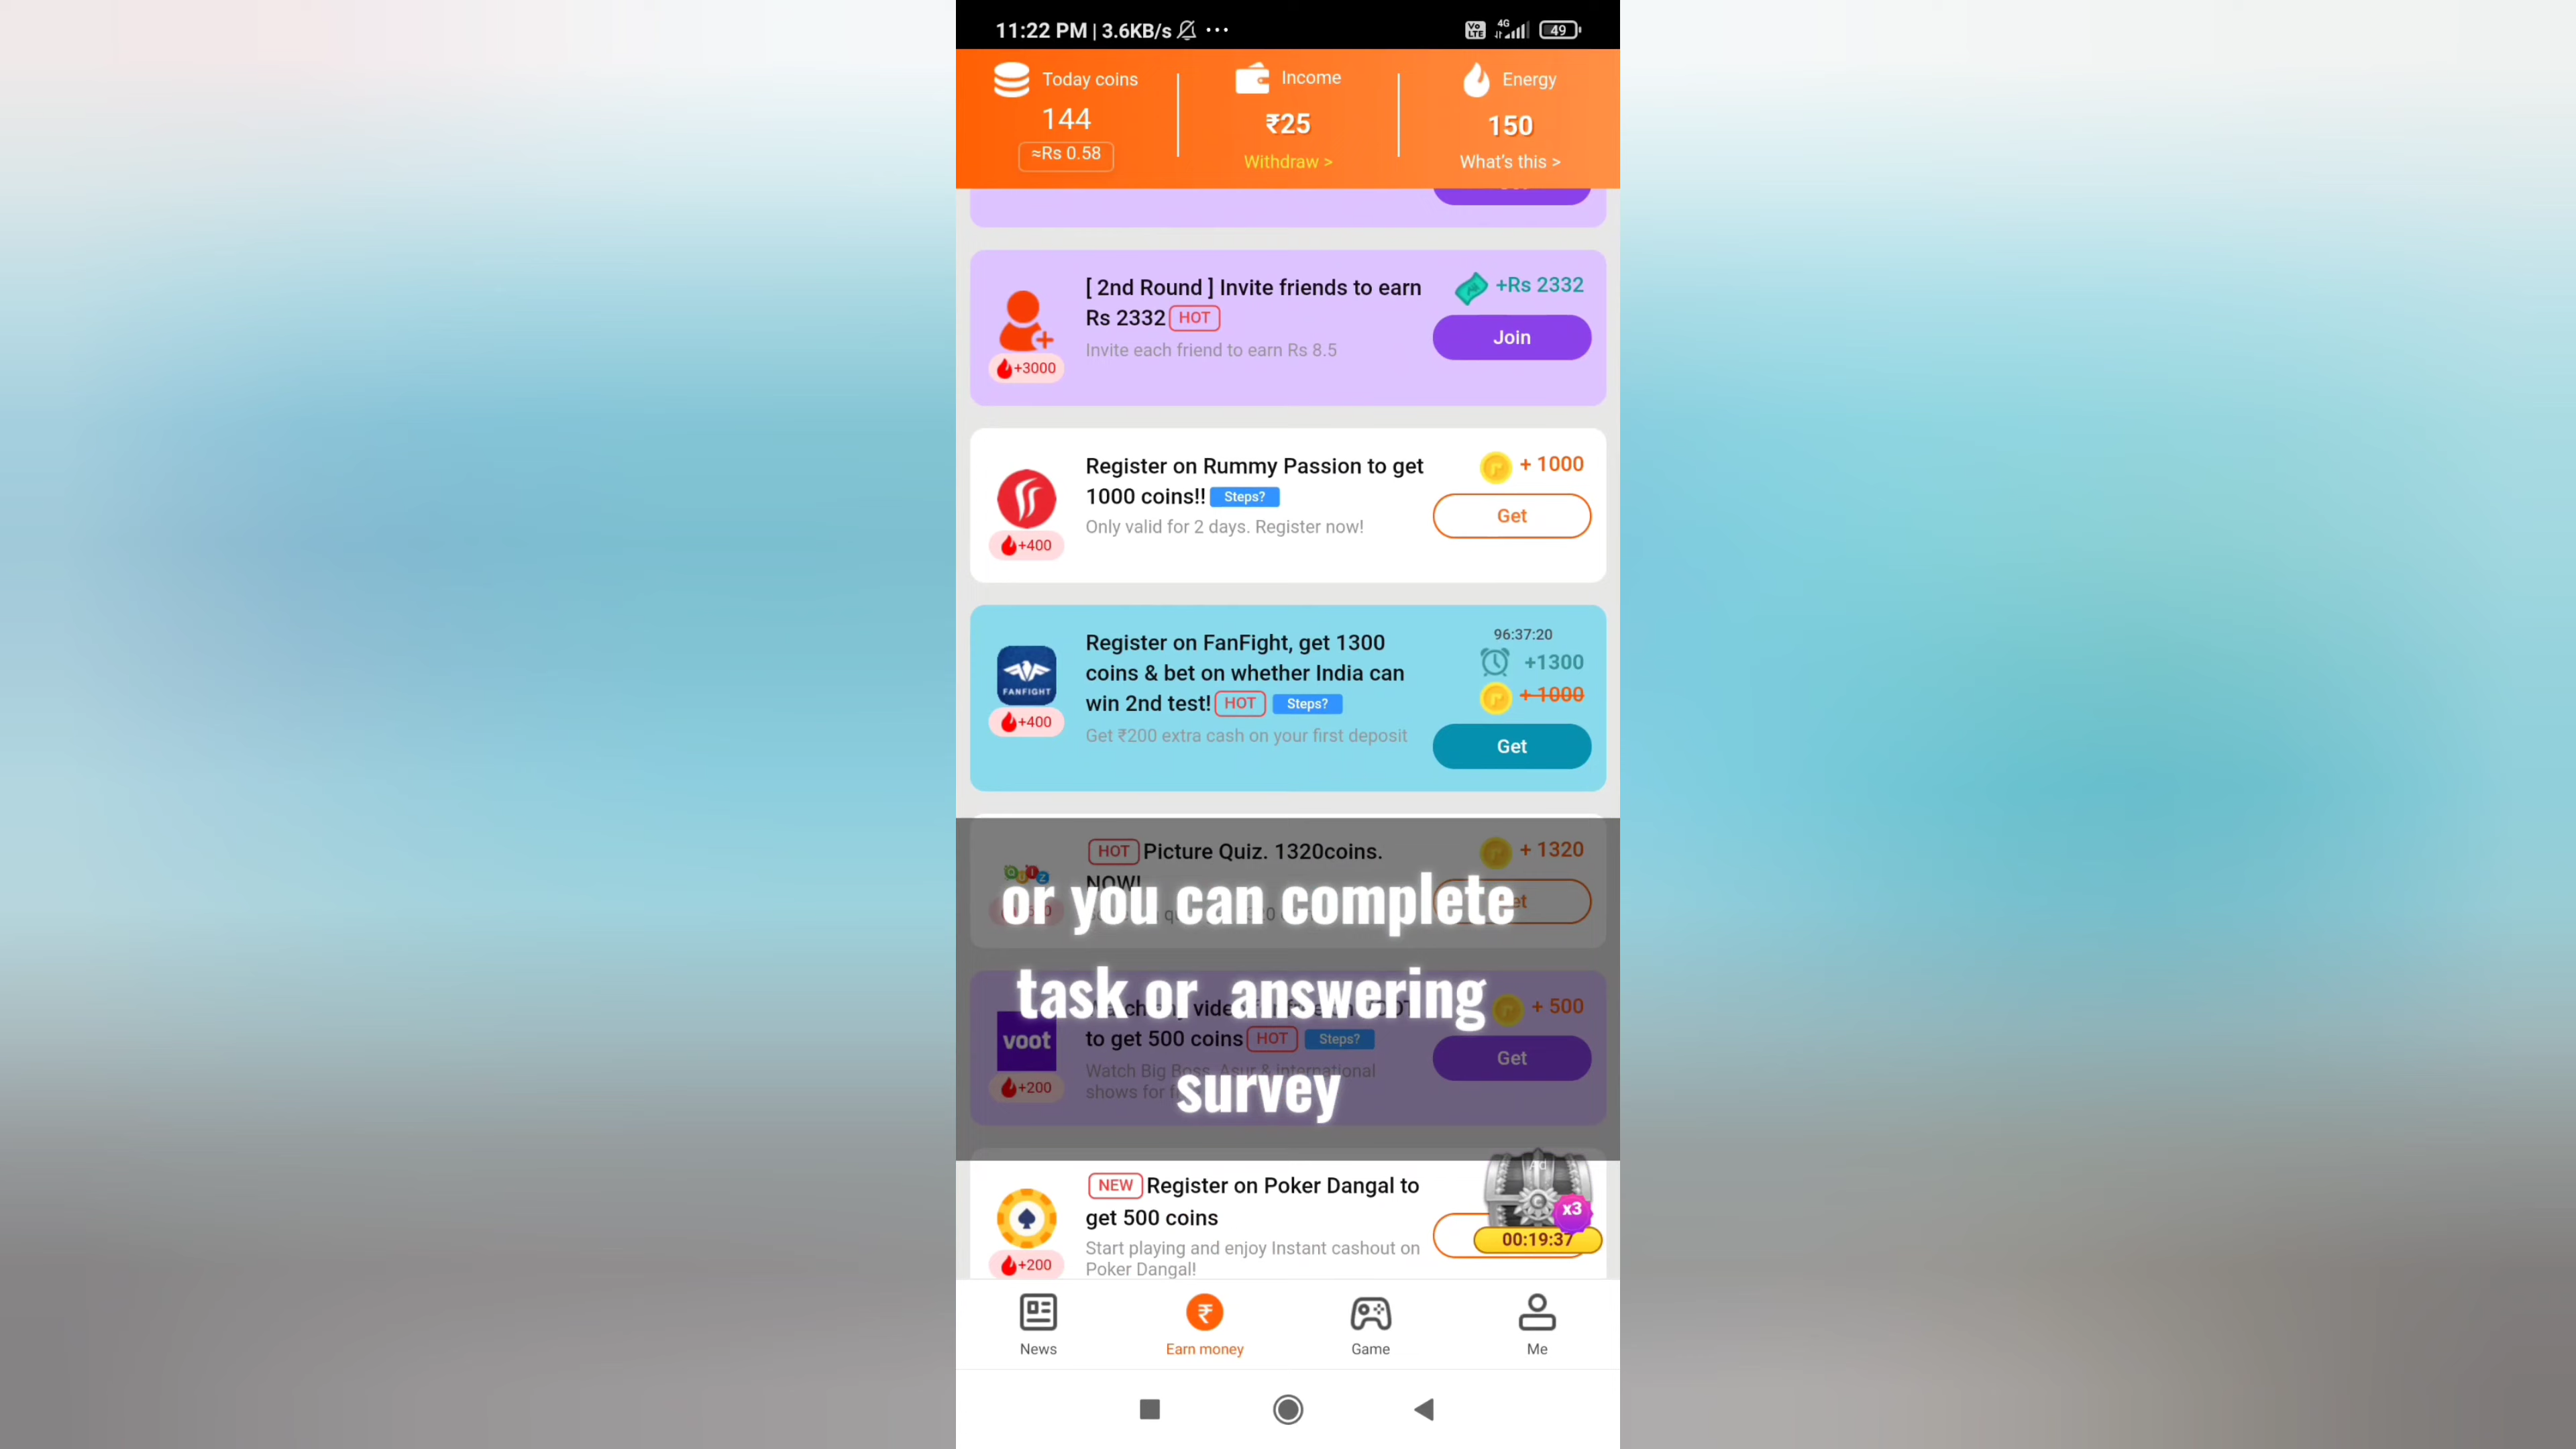 11:22 PM | 3.6KB/s
Vo LTE 4G 49
Today coins
144
≈Rs 0.58
Income
₹25
Withdraw >
Energy
150
What's this >
[ 2nd Round ] Invite friends to earn
Rs 2332 HOT
Invite each friend to earn Rs 8.5
+3000
+Rs 2332
Join
Register on Rummy Passion to get
1000 coins!! Steps?
Only valid for 2 days. Register now!
+400
+ 1000
Get
Register on FanFight, get 1300
coins & bet on whether India can
win 2nd test! HOT Steps?
Get ₹200 extra cash on your first deposit
FANFIGHT
+400
96:37:20
+1300
+ 1000
Get
HOT Picture Quiz. 1320coins.
NOW!
QUIZ
+ 1320
or you can complete
task or answering
survey
to get 500 coins HOT Steps?
Watch Big Boss, Asur & international
shows for
voot
+200
+ 500
Get
NEW Register on Poker Dangal to
get 500 coins
Start playing and enjoy Instant cashout on
Poker Dangal!
+200
Ad
x3
00:19:37
News
Earn money
Game
Me